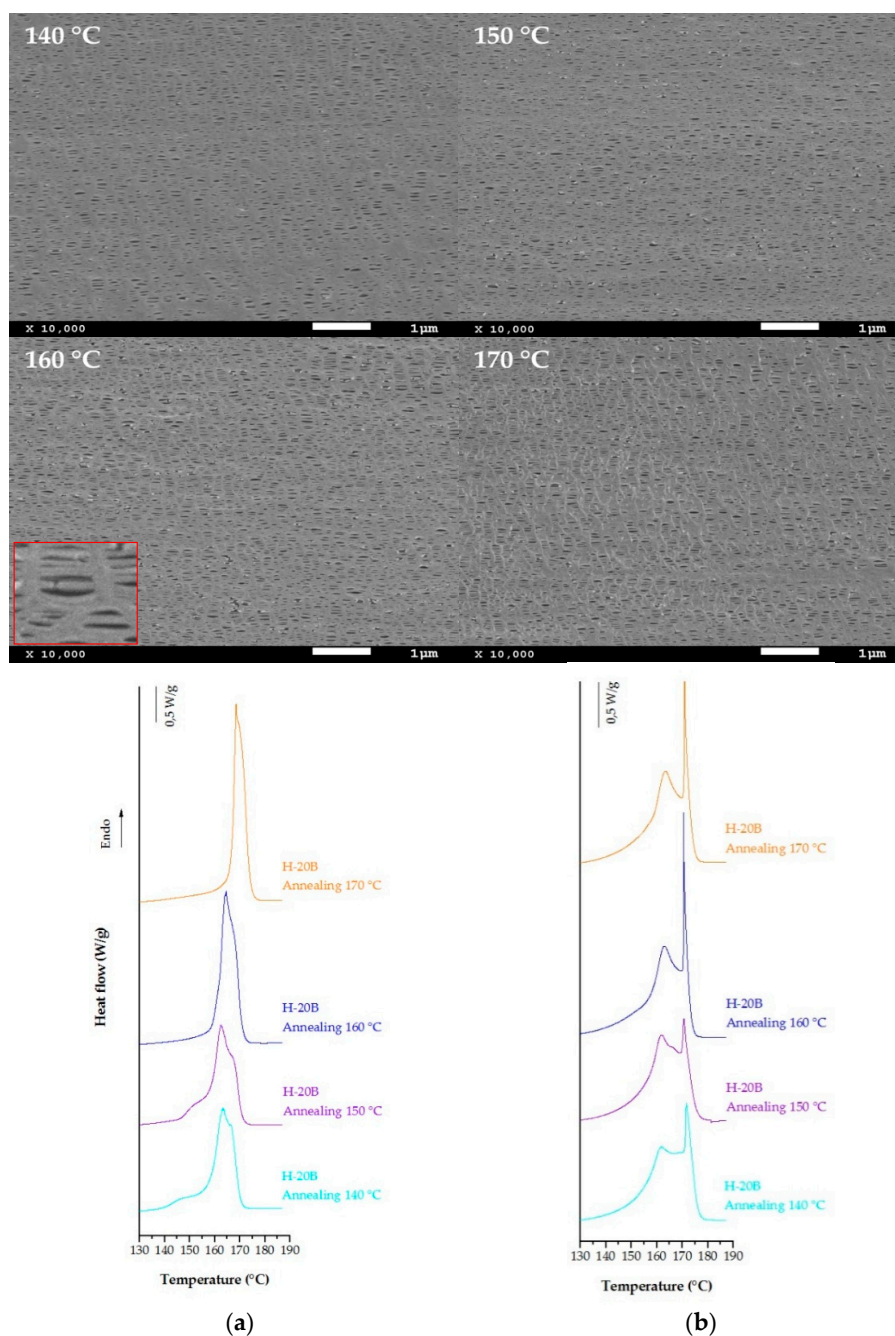 140 °C
150 °C
X 10,000
1µm
X 10,000
1µm
160 °C
170 °C
X 10,000
1µm
X 10,000
1µm
0,5 W/g
Endo
Heat flow (W/g)
H-20B
Annealing 170 °C
H-20B
Annealing 160 °C
H-20B
Annealing 150 °C
H-20B
Annealing 140 °C
130 140 150 160 170 180 190
Temperature (°C)
(a)
0,5 W/g
H-20B
Annealing 170 °C
H-20B
Annealing 160 °C
H-20B
Annealing 150 °C
H-20B
Annealing 140 °C
130 140 150 160 170 180 190
Temperature (°C)
(b)